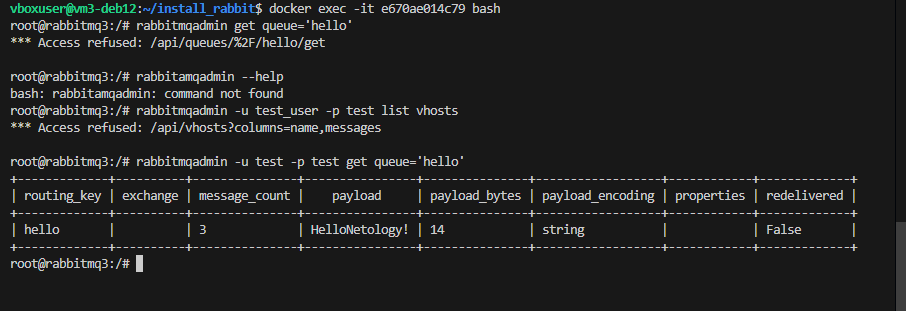 vboxuser@vm3-deb12:~/install_rabbit$ docker exec -it e670ae014c79 bash
root@rabbitmq3:/# rabbitmqadmin get queue='hello'
*** Access refused: /api/queues/%2F/hello/get
root@rabbitmq3:/# rabbitamqadmin --help
bash: rabbitamqadmin: command not found
root@rabbitmq3:/# rabbitmqadmin -u test_user -p test list vhosts
*** Access refused: /api/vhosts?columns=name,messages
root@rabbitmq3:/# rabbitmqadmin -u test -p test get queue='hello'
+-------------+----------+---------------+----------------+---------------+------------------+------------+-------------+
| routing_key | exchange | message_count |    payload     | payload_bytes | payload_encoding | properties | redelivered |
+-------------+----------+---------------+----------------+---------------+------------------+------------+-------------+
| hello       |          | 3             | HelloNetology! | 14            | string           |            | False       |
+-------------+----------+---------------+----------------+---------------+------------------+------------+-------------+
root@rabbitmq3:/#